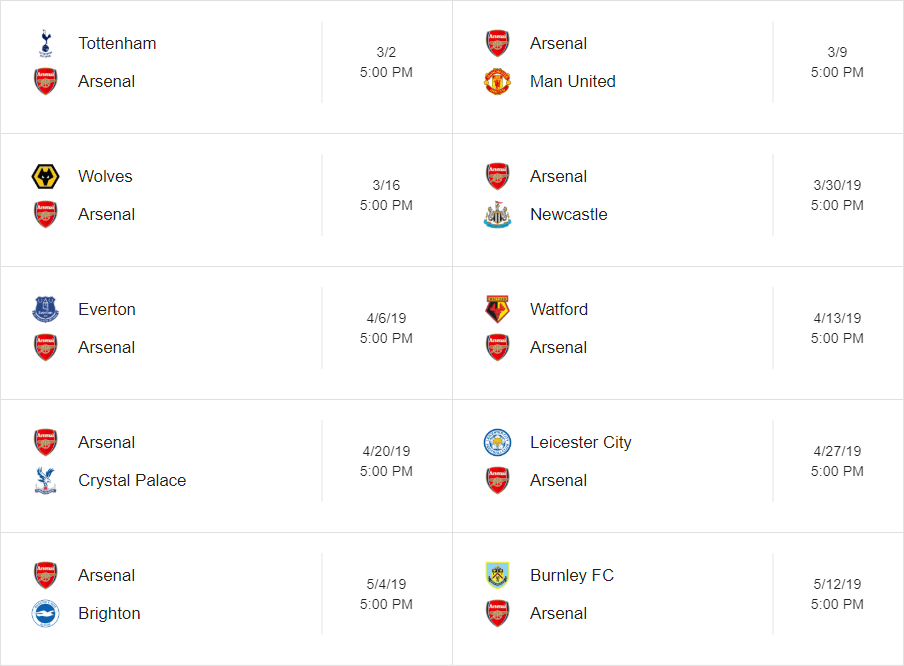 Tottenham
Arsenal
3/2
5:00 PM
Arsenal
Man United
3/9
5:00 PM
Wolves
Arsenal
3/16
5:00 PM
Arsenal
Newcastle
3/30/19
5:00 PM
Everton
Arsenal
4/6/19
5:00 PM
Watford
Arsenal
4/13/19
5:00 PM
Arsenal
Crystal Palace
4/20/19
5:00 PM
Leicester City
Arsenal
4/27/19
5:00 PM
Arsenal
Brighton
5/4/19
5:00 PM
Burnley FC
Arsenal
5/12/19
5:00 PM